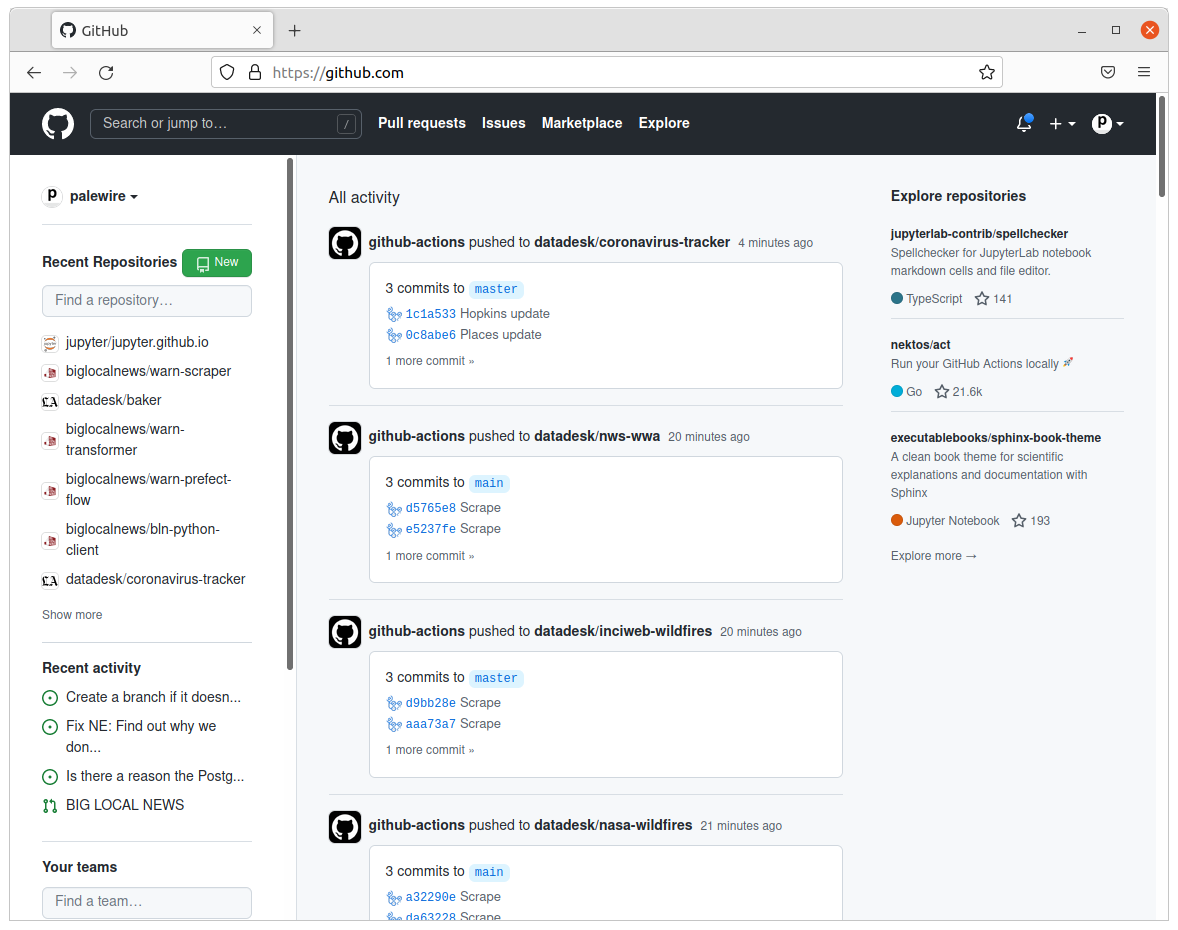 GitHub
https://github.com
Search or jump to…
/
Pull requests Issues Marketplace Explore
palewire
Recent Repositories New
Find a repository…
jupyter/jupyter.github.io
biglocalnews/warn-scraper
datadesk/baker
biglocalnews/warn-
transformer
biglocalnews/warn-prefect-
flow
biglocalnews/bln-python-
client
datadesk/coronavirus-tracker
Show more
Recent activity
Create a branch if it doesn...
Fix NE: Find out why we
don...
Is there a reason the Postg...
BIG LOCAL NEWS
Your teams
Find a team…
All activity
github-actions pushed to datadesk/coronavirus-tracker 4 minutes ago
3 commits to master
1c1a533 Hopkins update
0c8abe6 Places update
1 more commit »
github-actions pushed to datadesk/nws-wwa 20 minutes ago
3 commits to main
d5765e8 Scrape
e5237fe Scrape
1 more commit »
github-actions pushed to datadesk/inciweb-wildfires 20 minutes ago
3 commits to master
d9bb28e Scrape
aaa73a7 Scrape
1 more commit »
github-actions pushed to datadesk/nasa-wildfires 21 minutes ago
3 commits to main
a32290e Scrape
da63228 Scrape
Explore repositories
jupyterlab-contrib/spellchecker
Spellchecker for JupyterLab notebook
markdown cells and file editor.
TypeScript 141
nektos/act
Run your GitHub Actions locally 🚀
Go 21.6k
executablebooks/sphinx-book-theme
A clean book theme for scientific
explanations and documentation with
Sphinx
Jupyter Notebook 193
Explore more →